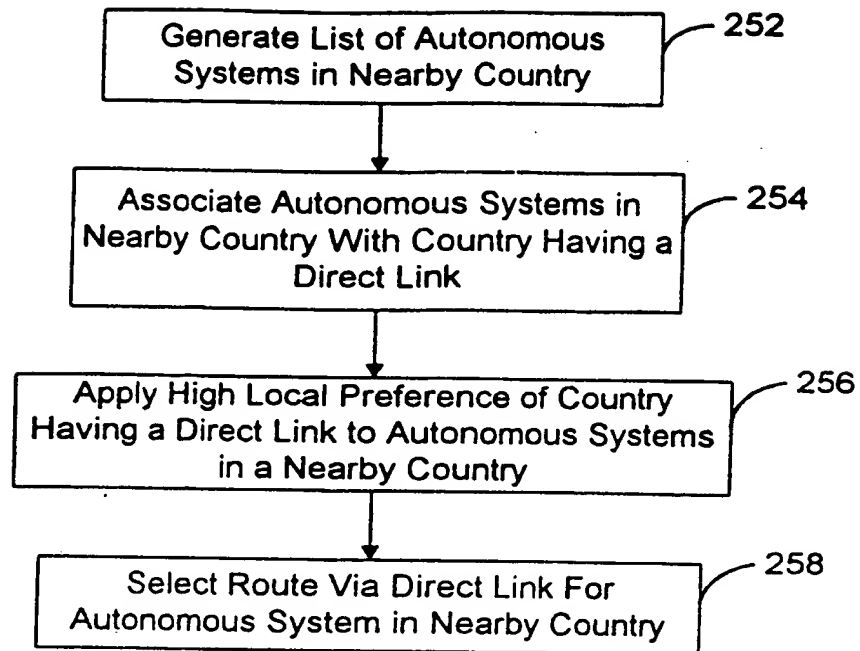 Generate List of Autonomous
Systems in Nearby Country
252
Associate Autonomous Systems in
Nearby Country With Country Having a
Direct Link
254
Apply High Local Preference of Country
Having a Direct Link to Autonomous Systems
in a Nearby Country
256
Select Route Via Direct Link For
Autonomous System in Nearby Country
258